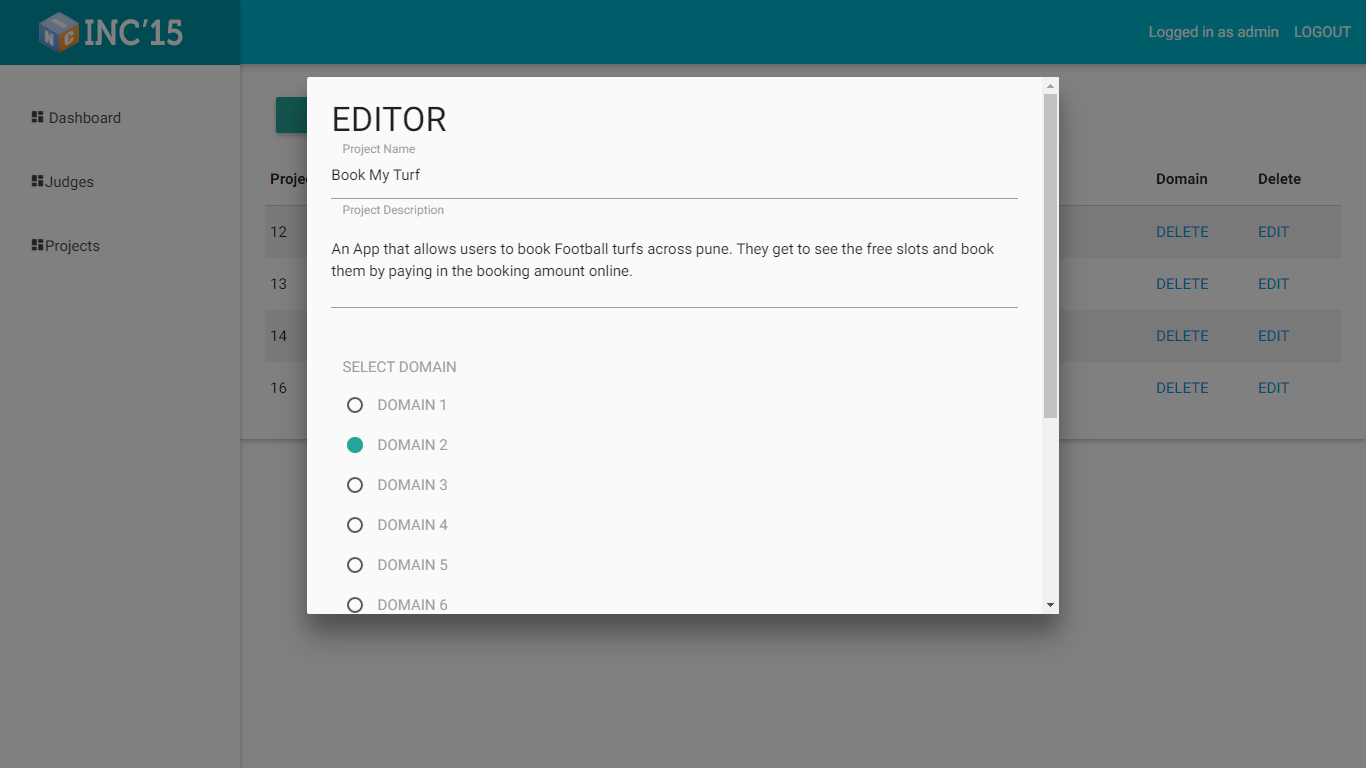 INC
INC'15
Logged in as admin LOGOUT
Dashboard
Judges
Projects
EDITOR
Project Name
Book My Turf
Project Description
An App that allows users to book Football turfs across pune. They get to see the free slots and book
them by paying in the booking amount online.
SELECT DOMAIN
DOMAIN 1
DOMAIN 2
DOMAIN 3
DOMAIN 4
DOMAIN 5
DOMAIN 6
Domain Delete
12 DELETE EDIT
13 DELETE EDIT
14 DELETE EDIT
16 DELETE EDIT